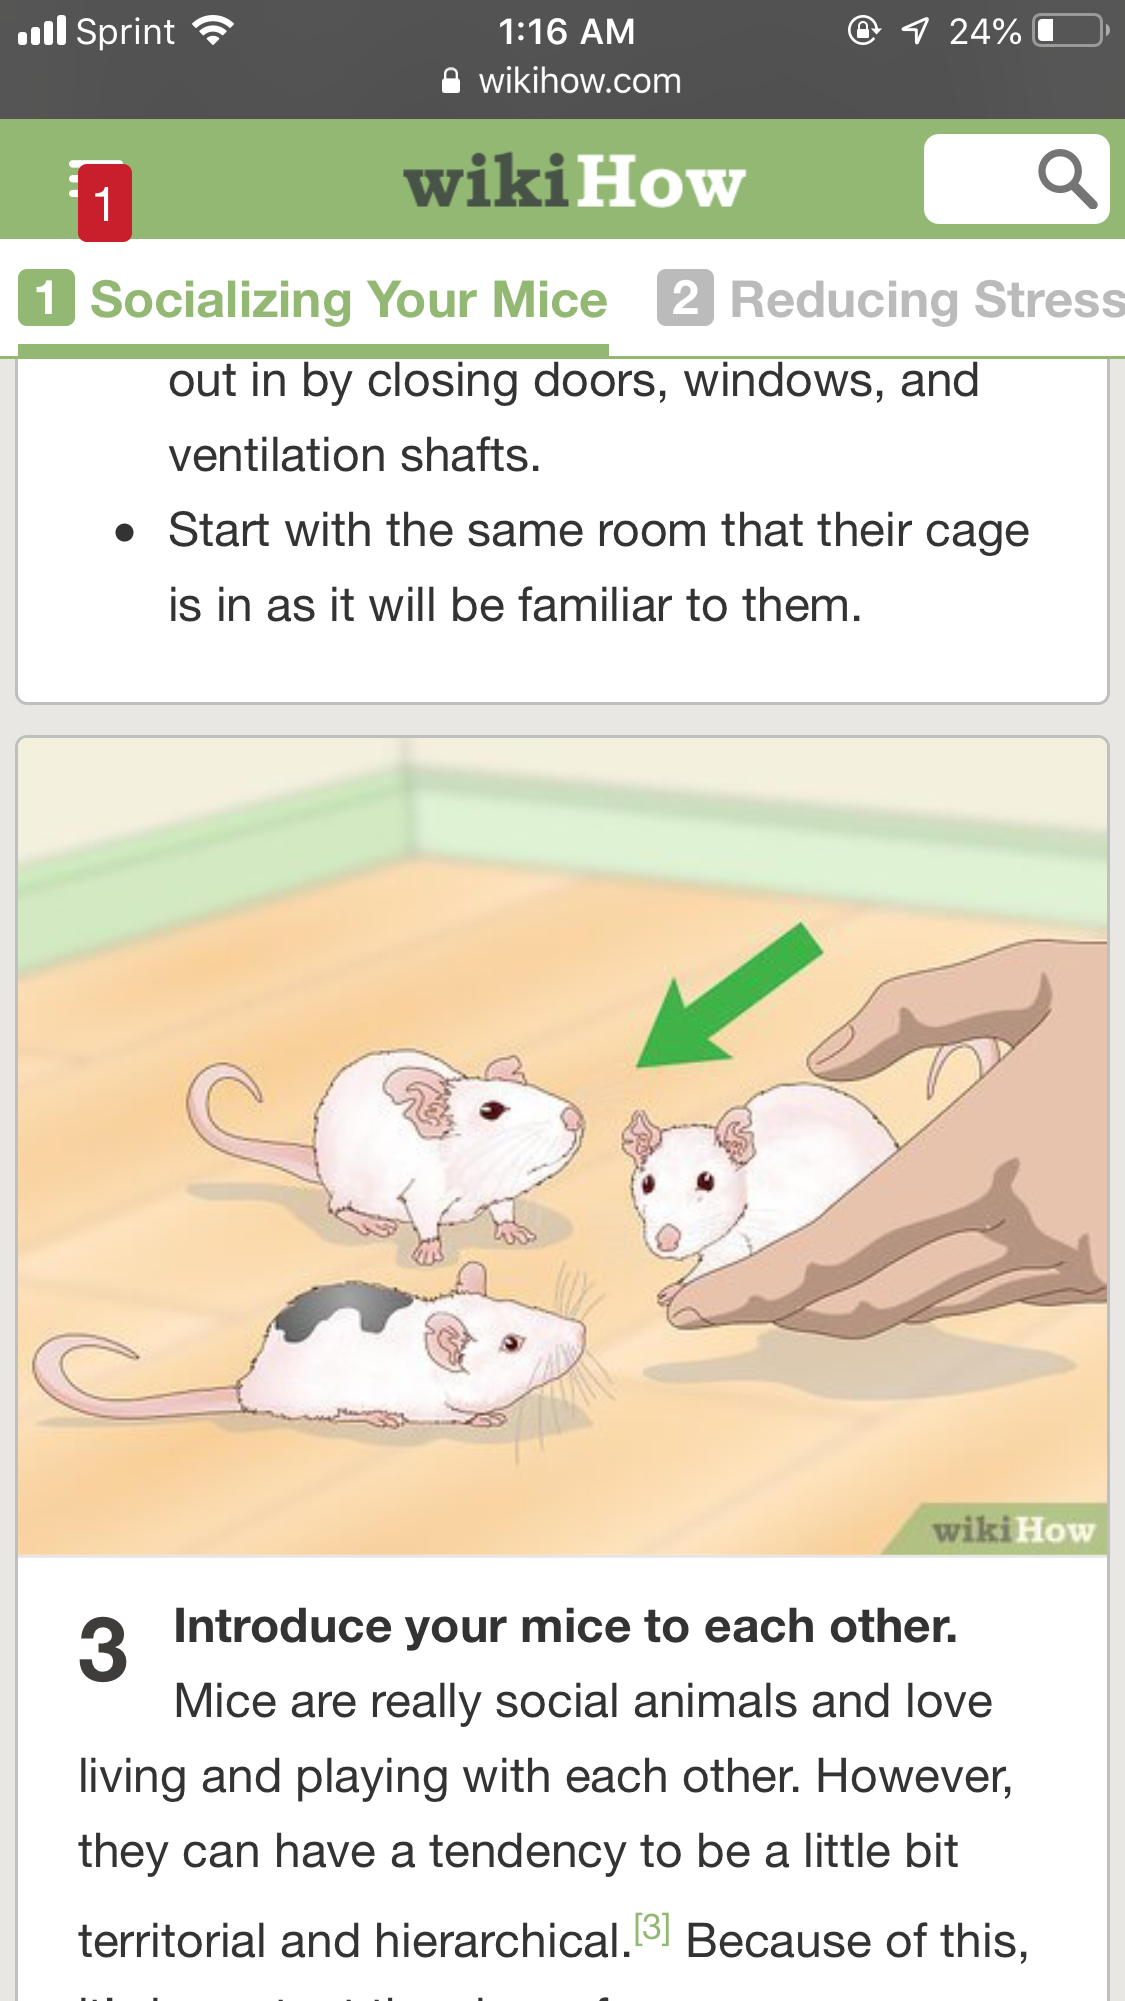 Sprint 1:16 AM 24%
wikihow.com
1 wikiHow
1 Socializing Your Mice 2 Reducing Stress
out in by closing doors, windows, and
ventilation shafts.
• Start with the same room that their cage
is in as it will be familiar to them.
wikiHow
3 Introduce your mice to each other.
Mice are really social animals and love
living and playing with each other. However,
they can have a tendency to be a little bit
territorial and hierarchical.[3] Because of this,